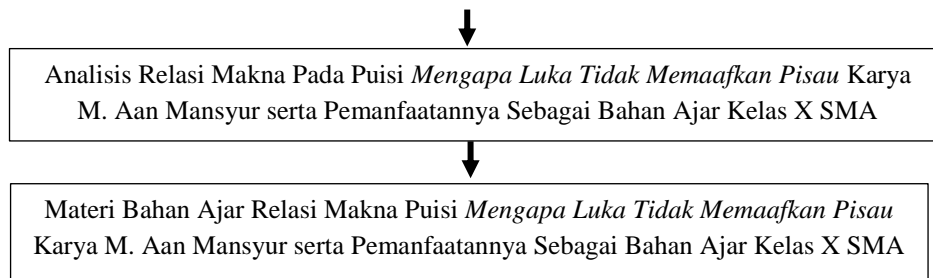 Analisis Relasi Makna Pada Puisi Mengapa Luka Tidak Memaafkan Pisau Karya
M. Aan Mansyur serta Pemanfaatannya Sebagai Bahan Ajar Kelas X SMA
Materi Bahan Ajar Relasi Makna Puisi Mengapa Luka Tidak Memaafkan Pisau
Karya M. Aan Mansyur serta Pemanfaatannya Sebagai Bahan Ajar Kelas X SMA